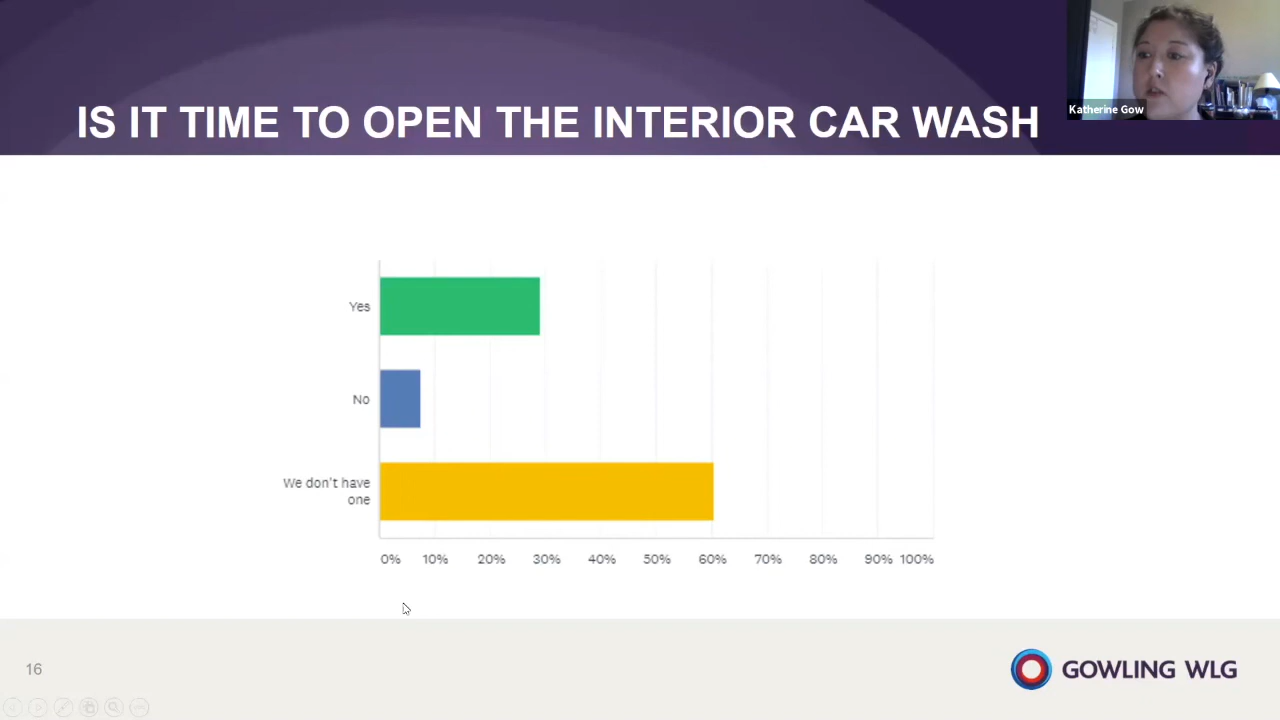 IS IT TIME TO OPEN THE INTERIOR CAR WASH
Katherine Gow
Yes
No
We don't have
one
0% 10% 20% 30% 40% 50% 60% 70% 80% 90% 100%
16
GOWLING WLG